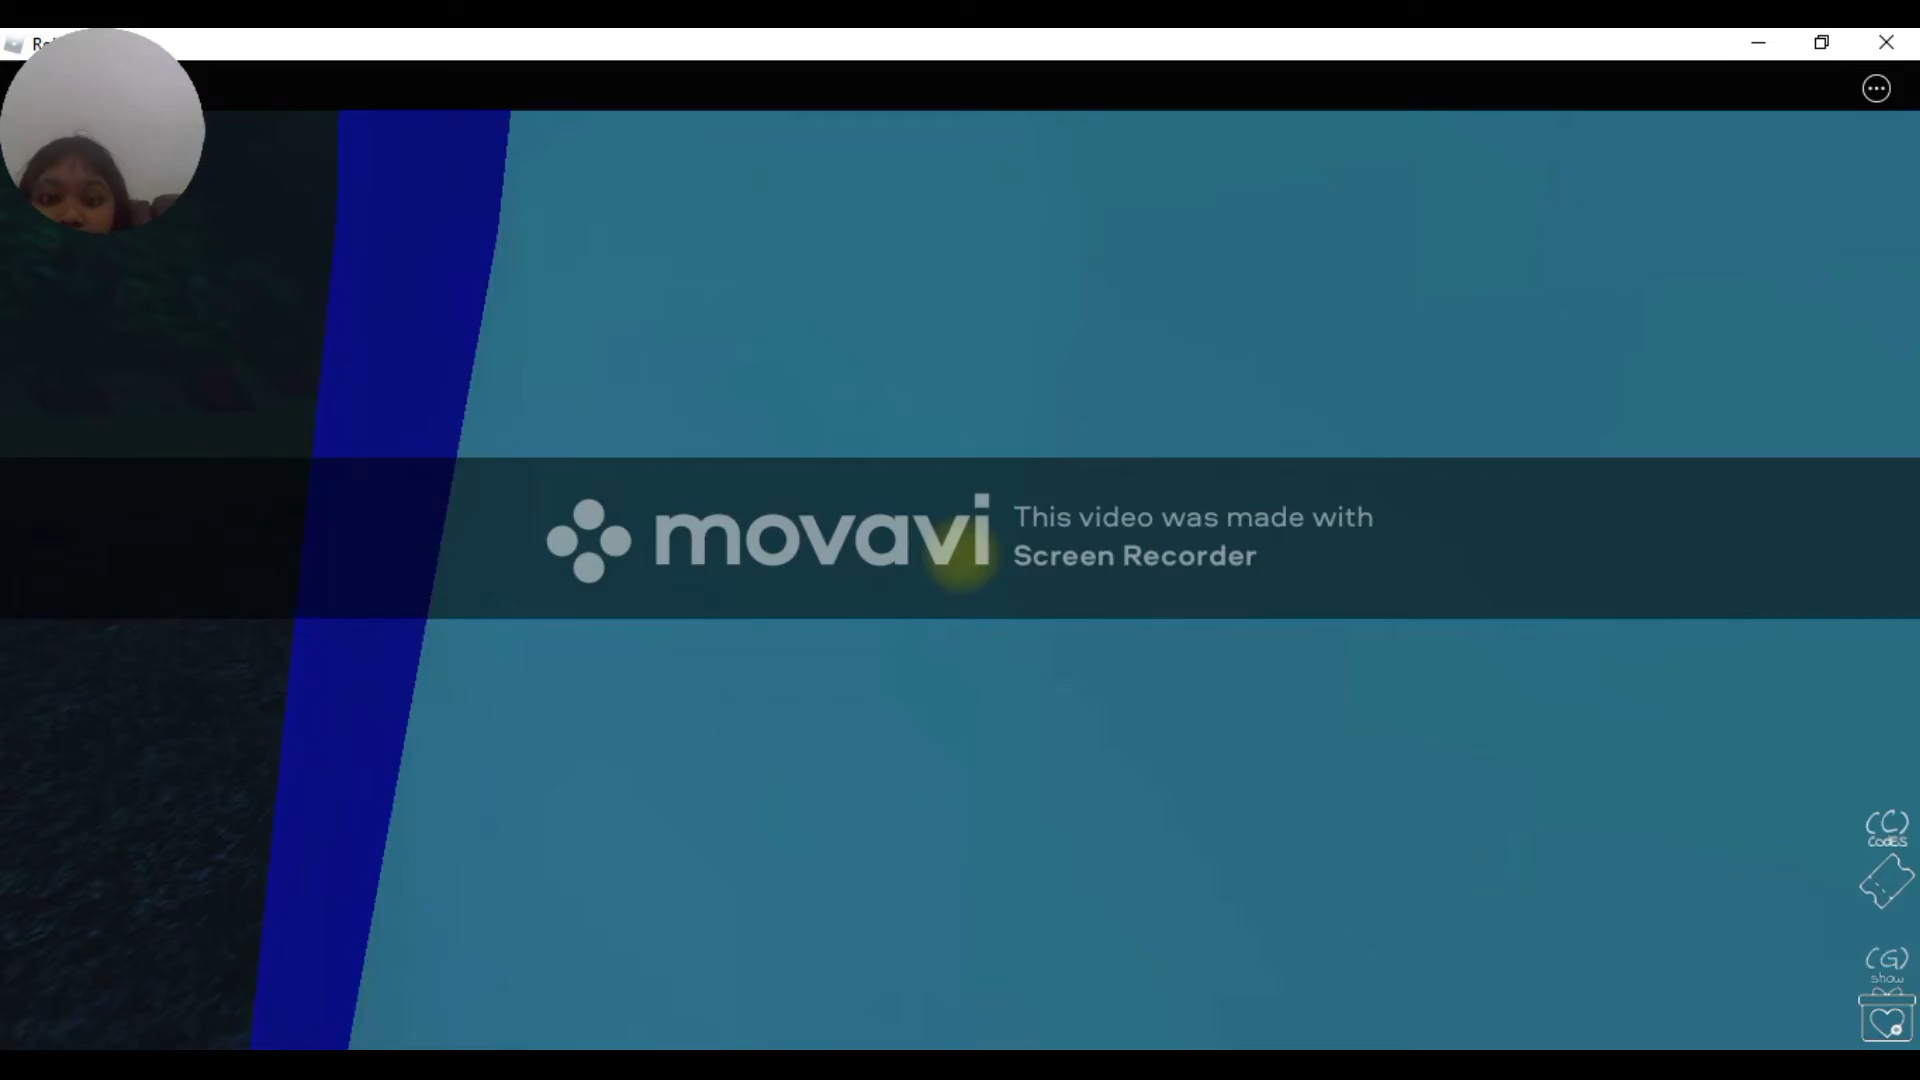 movavi
This video was made with
Screen Recorder
(C)
CodES
(G)
show